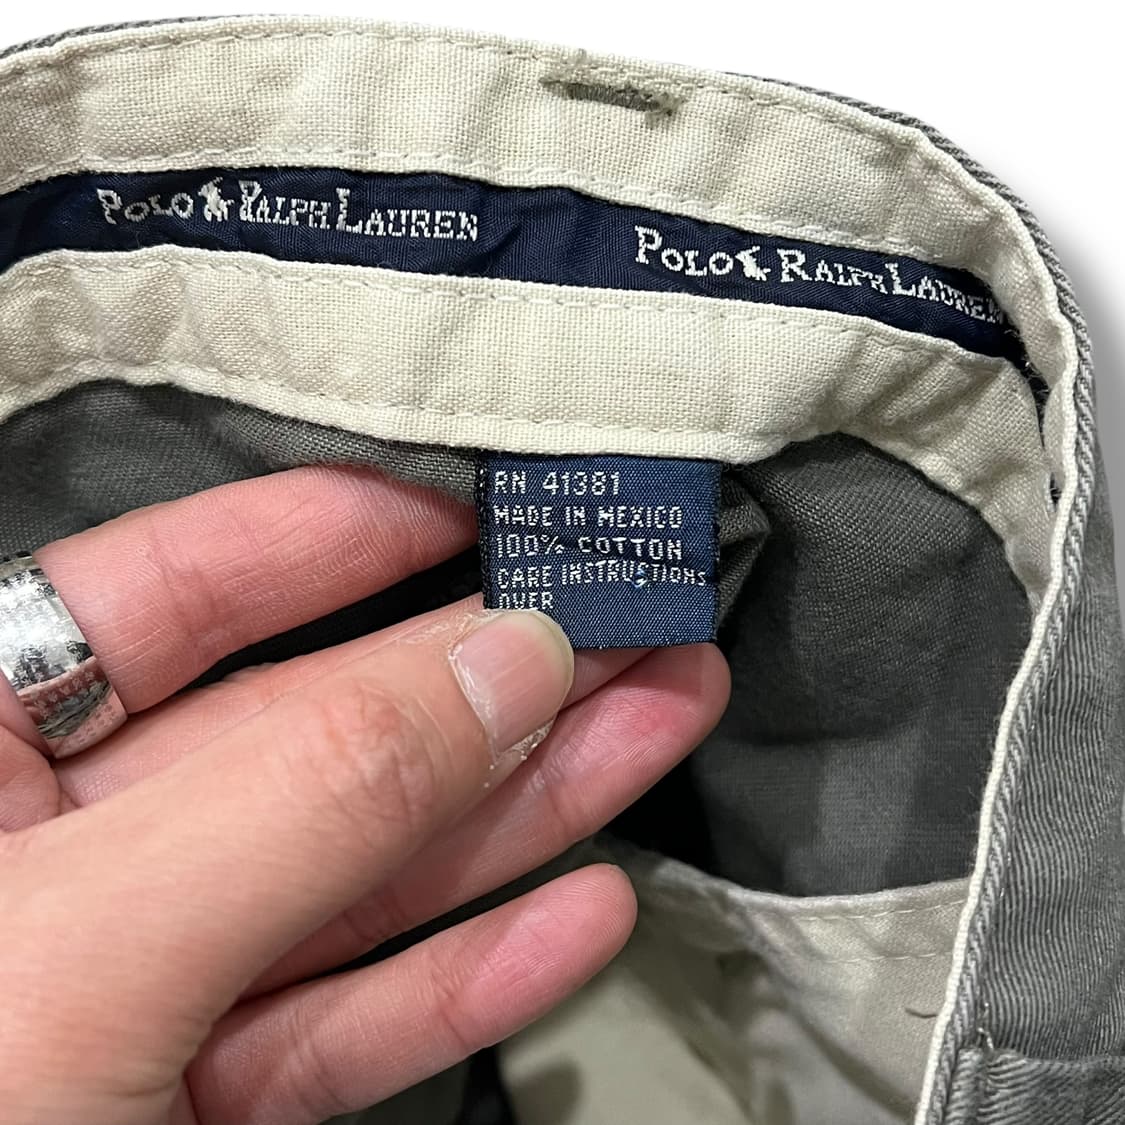 POLO RALPH LAUREN
POLO RALPH LAUREN
RN 41381
MADE IN MEXICO
100% COTTON
CARE INSTRUCTIONS
OVER